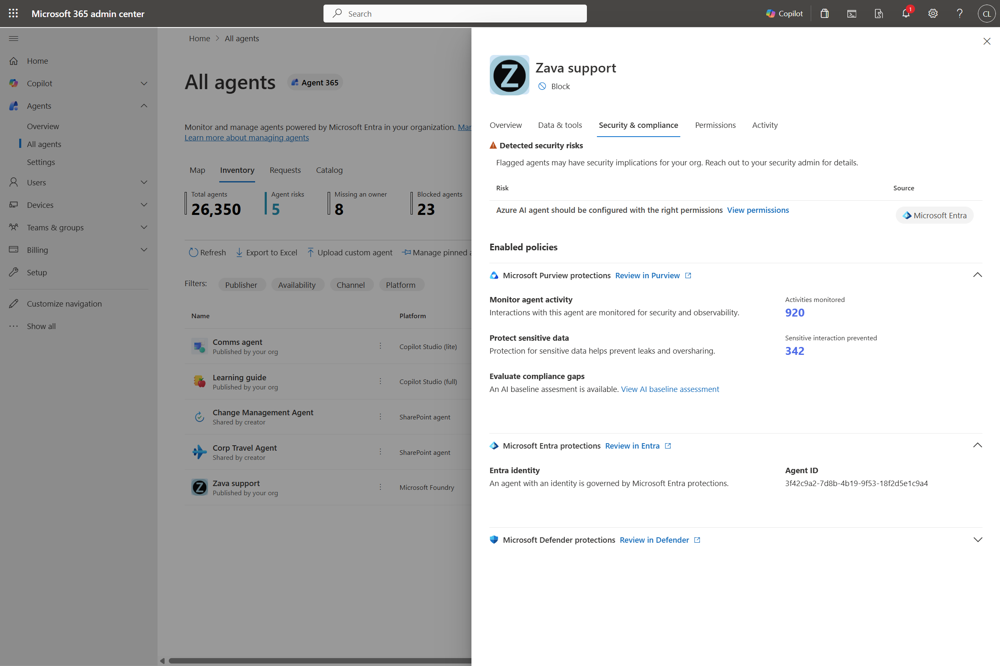 Microsoft 365 admin center
Search
Copilot
1
CL
Home
Copilot
Agents
Overview
All agents
Settings
Users
Devices
Teams & groups
Billing
Setup
Customize navigation
Show all
Home > All agents
All agents
Agent 365
Monitor and manage agents powered by Microsoft Entra in your organization.
Learn more about managing agents
Map Inventory Requests Catalog
Total agents Agent risks Missing an owner Blocked agents
26,350 5 8 23
Refresh Export to Excel Upload custom agent Manage pinned
Filters: Publisher Availability Channel Platform
Name Platform
Comms agent
Published by your org
Copilot Studio (lite)
Learning guide
Published by your org
Copilot Studio (full)
Change Management Agent
Shared by creator
SharePoint agent
Corp Travel Agent
Shared by creator
SharePoint agent
Z
Zava support
Published by your org
Microsoft Foundry
Z
Zava support
Block
Overview Data & tools Security & compliance Permissions Activity
Detected security risks
Flagged agents may have security implications for your org. Reach out to your security admin for details.
Risk Source
Azure AI agent should be configured with the right permissions View permissions
Microsoft Entra
Enabled policies
Microsoft Purview protections Review in Purview
Monitor agent activity
Interactions with this agent are monitored for security and observability.
Activities monitored
920
Protect sensitive data
Protection for sensitive data helps prevent leaks and oversharing.
Sensitive interaction prevented
342
Evaluate compliance gaps
An AI baseline assesment is available. View AI baseline assessment
Microsoft Entra protections Review in Entra
Entra identity
An agent with an identity is governed by Microsoft Entra protections.
Agent ID
3f42c9a2-7d8b-4b19-9f53-18f2d5e1c9a4
Microsoft Defender protections Review in Defender